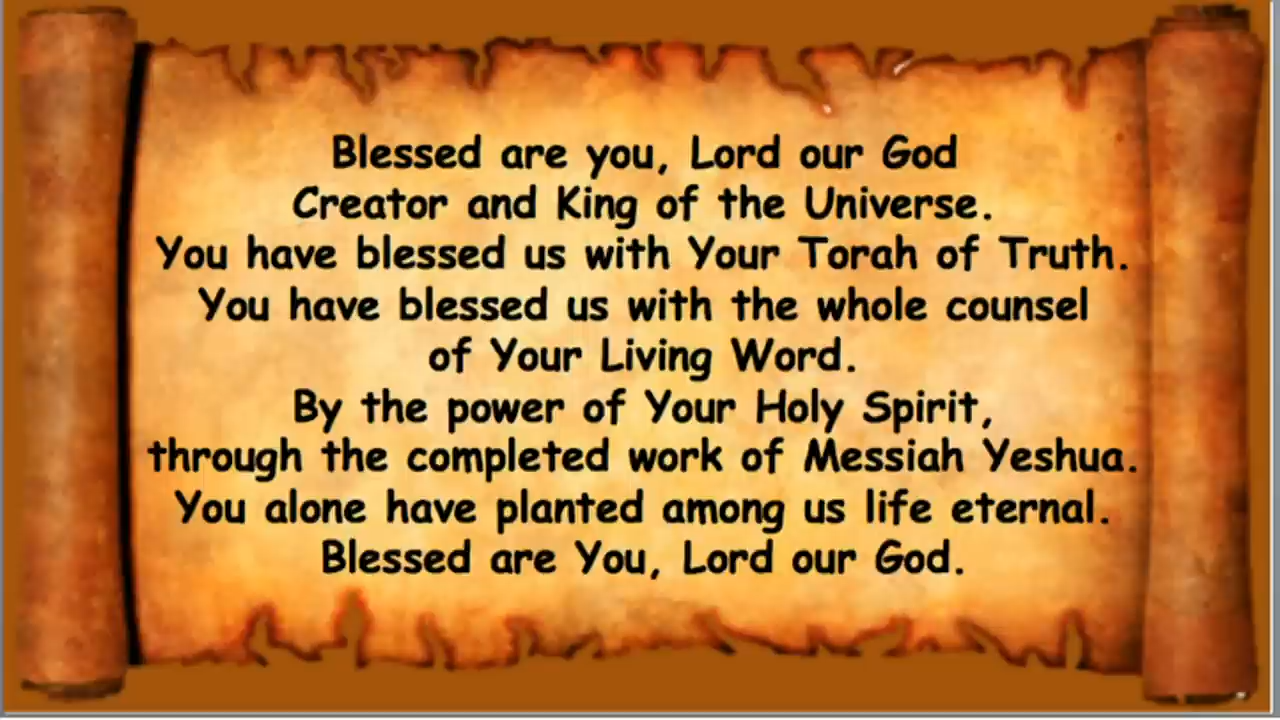 Blessed are you, Lord our God
Creator and King of the Universe.
You have blessed us with Your Torah of Truth.
You have blessed us with the whole counsel
of Your Living Word.
By the power of Your Holy Spirit,
through the completed work of Messiah Yeshua.
You alone have planted among us life eternal.
Blessed are You, Lord our God.